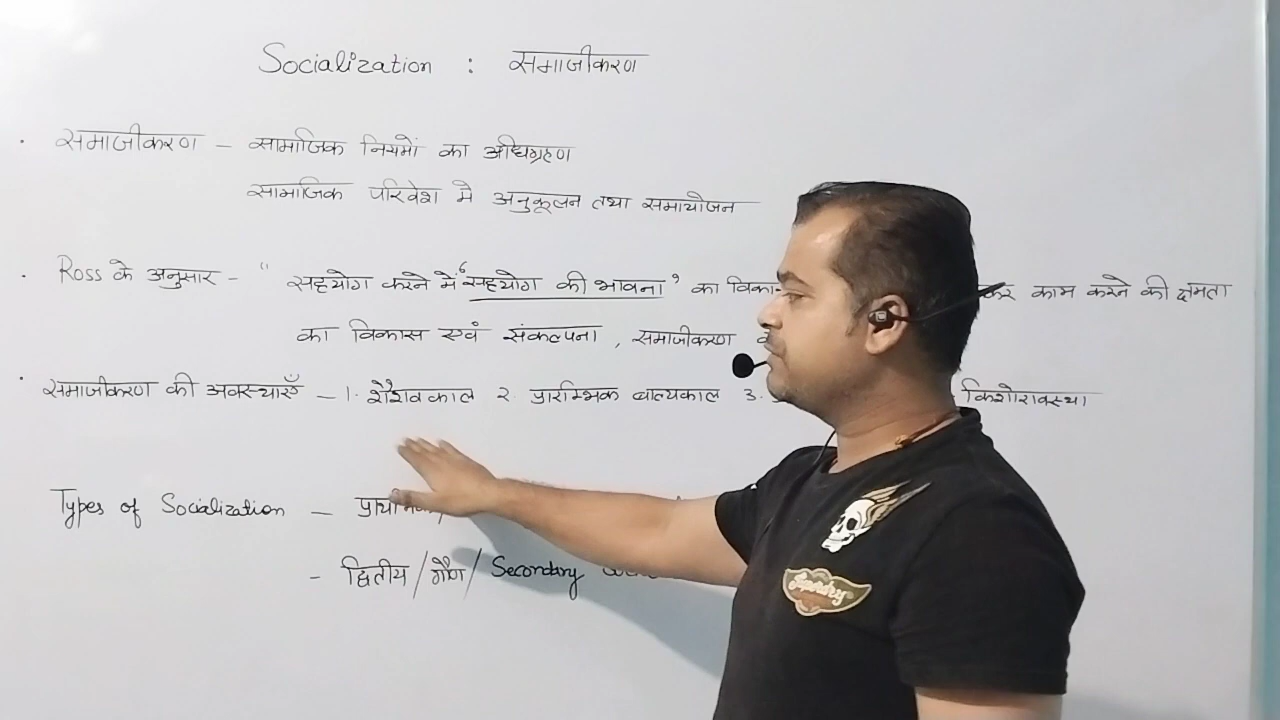 Socialization : समाजीकरण
· समाजीकरण – सामाजिक नियमों का अधिग्रहण
सामाजिक परिवेश मे अनुकूलन तथा समायोजन
· Ross के अनुसार – " सहयोग करने में 'सहयोग की भावना' का कर काम करने की क्षमता
का विकास एवं संकल्पना , समाजीकरण
· समाजीकरण की अवस्थाएँ – 1. शैशवकाल 2. प्रारम्भिक बाल्यकाल 3. किशोरावस्था
Types of Socialization –
– द्वितीय / गौण / Secondary
Superdry